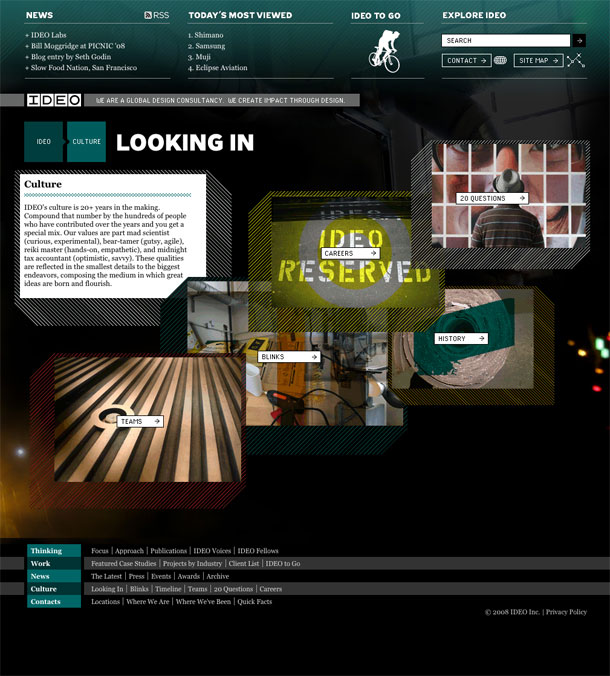 NEWS
RSS
+ IDEO Labs
+ Bill Moggridge at PICNIC '08
+ Blog entry by Seth Godin
+ Slow Food Nation, San Francisco
TODAY'S MOST VIEWED
1. Shimano
2. Samsung
3. Muji
4. Eclipse Aviation
IDEO TO GO
EXPLORE IDEO
SEARCH
CONTACT
SITE MAP
IDEO
WE ARE A GLOBAL DESIGN CONSULTANCY. WE CREATE IMPACT THROUGH DESIGN.
IDEO
CULTURE
LOOKING IN
Culture
IDEO's culture is 20+ years in the making.
Compound that number by the hundreds of people
who have contributed over the years and you get a
special mix. Our values are part mad scientist
(curious, experimental), bear-tamer (gutsy, agile),
reiki master (hands-on, empathetic), and midnight
tax accountant (optimistic, savvy). These qualities
are reflected in the smallest details to the biggest
endeavors, composing the medium in which great
ideas are born and flourish.
20 QUESTIONS
IDEO
CAREERS
RESERVED
HISTORY
BLINKS
TEAMS
Thinking
Focus | Approach | Publications | IDEO Voices | IDEO Fellows
Work
Featured Case Studies | Projects by Industry | Client List | IDEO to Go
News
The Latest | Press | Events | Awards | Archive
Culture
Looking In | Blinks | Timeline | Teams | 20 Questions | Careers
Contacts
Locations | Where We Are | Where We've Been | Quick Facts
© 2008 IDEO Inc. | Privacy Policy